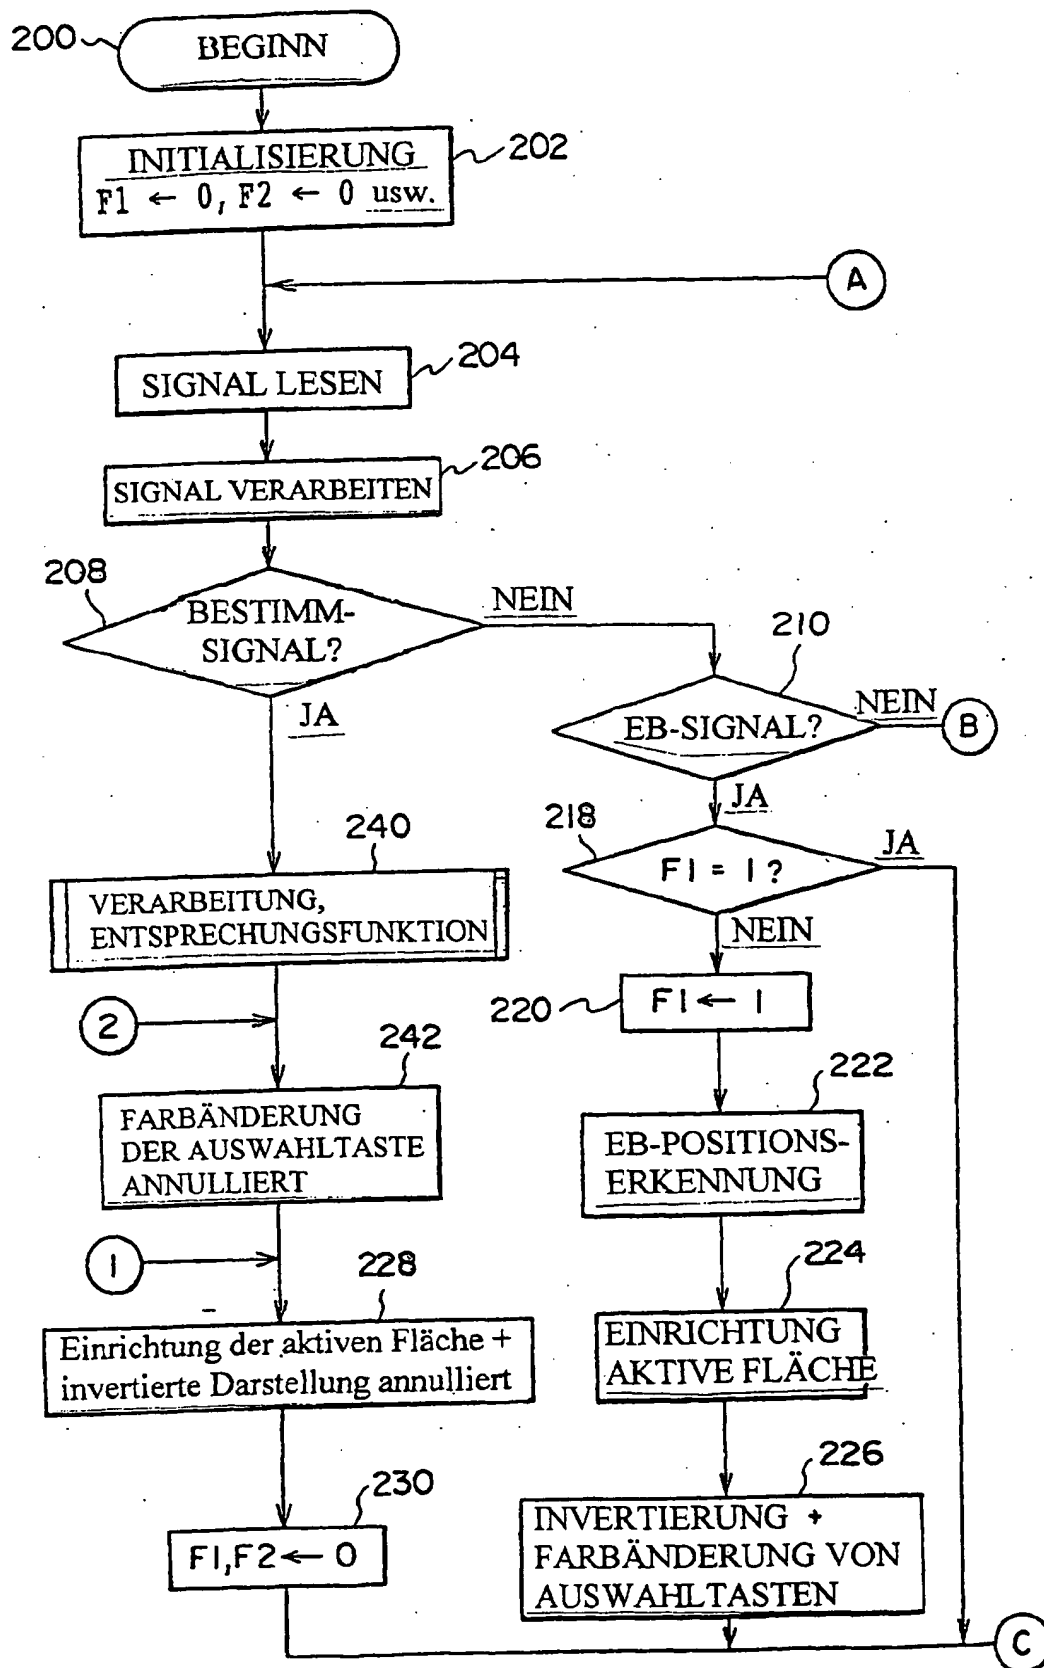 200
BEGINN
INITIALISIERUNG
F1 ← 0, F2 ← 0 usw.
202
A
SIGNAL LESEN
204
SIGNAL VERARBEITEN
206
208
BESTIMM-
SIGNAL?
NEIN
JA
210
EB-SIGNAL?
NEIN
B
JA
218
F1 = 1?
JA
NEIN
240
VERARBEITUNG,
ENTSPRECHUNGSFUNKTION
220
F1 ← 1
2
242
FARBÄNDERUNG
DER AUSWAHLTASTE
ANNULLIERT
222
EB-POSITIONS-
ERKENNUNG
1
228
Einrichtung der aktiven Fläche +
invertierte Darstellung annulliert
224
EINRICHTUNG
AKTIVE FLÄCHE
230
F1,F2 ← 0
226
INVERTIERUNG +
FARBÄNDERUNG VON
AUSWAHLTASTEN
C